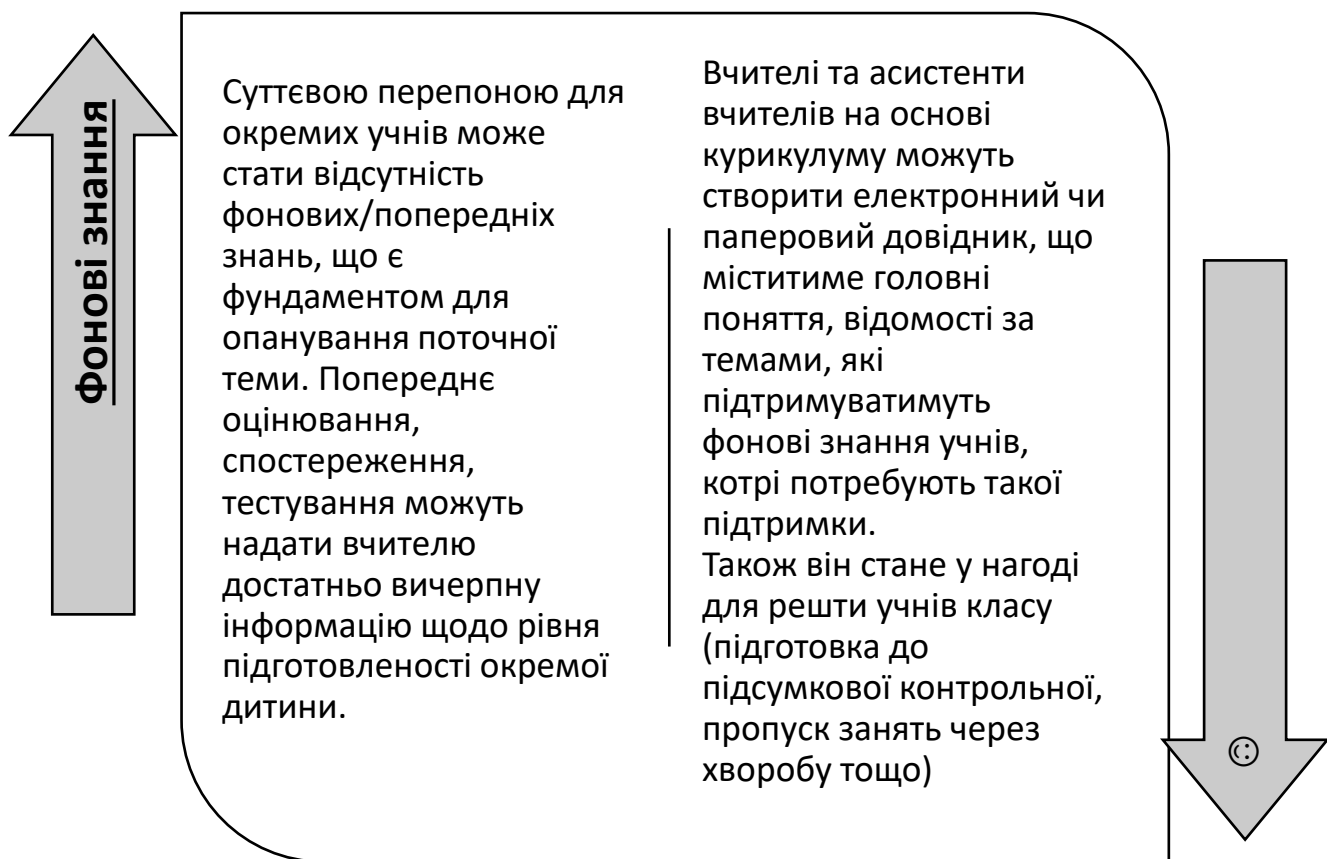 Фонові знання
Суттєвою перепоною для
окремих учнів може
стати відсутність
фонових/попередніх
знань, що є
фундаментом для
опанування поточної
теми. Попереднє
оцінювання,
спостереження,
тестування можуть
надати вчителю
достатньо вичерпну
інформацію щодо рівня
підготовленості окремої
дитини.
Вчителі та асистенти
вчителів на основі
курикулуму можуть
створити електронний чи
паперовий довідник, що
міститиме головні
поняття, відомості за
темами, які
підтримуватимуть
фонові знання учнів,
котрі потребують такої
підтримки.
Також він стане у нагоді
для решти учнів класу
(підготовка до
підсумкової контрольної,
пропуск занять через
хворобу тощо)
☺